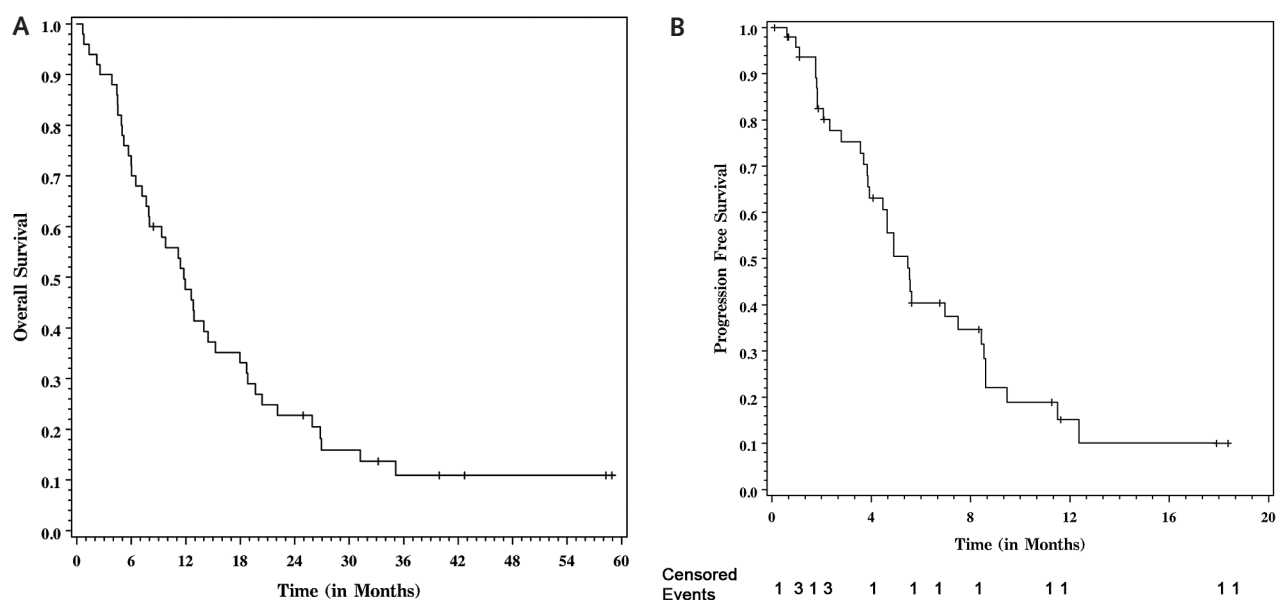 A
1.0
0.9
0.8
0.7
0.6
0.5
0.4
0.3
0.2
0.1
0.0
Overall Survival
0 6 12 18 24 30 36 42 48 54 60
Time (in Months)
B
1.0
0.9
0.8
0.7
0.6
0.5
0.4
0.3
0.2
0.1
0.0
Progression Free Survival
0 4 8 12 16 20
Time (in Months)
Censored
Events 1 3 1 3 1 1 1 1 1 1 1 1